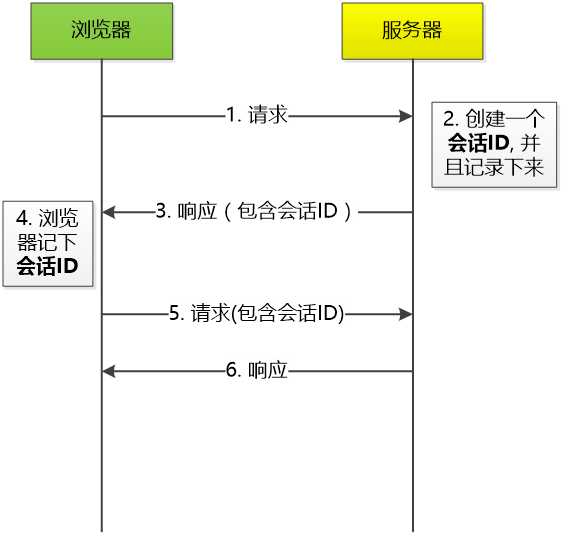 浏览器
服务器
1. 请求
2. 创建一个
会话ID, 并
且记录下来
3. 响应（包含会话ID）
4. 浏览
器记下
会话ID
5. 请求(包含会话ID)
6. 响应